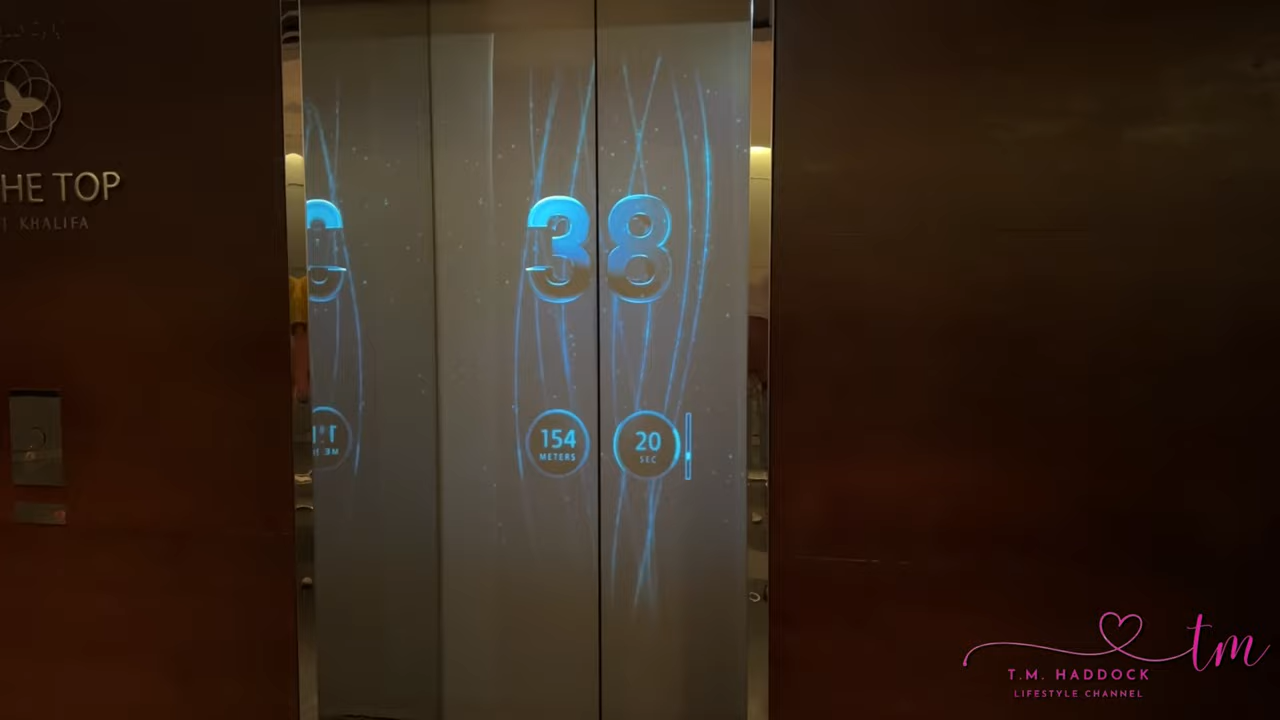 HE TOP
T KHALIFA
38
154
METERS
20
SEC
tm
T.M. HADDOCK
LIFESTYLE CHANNEL